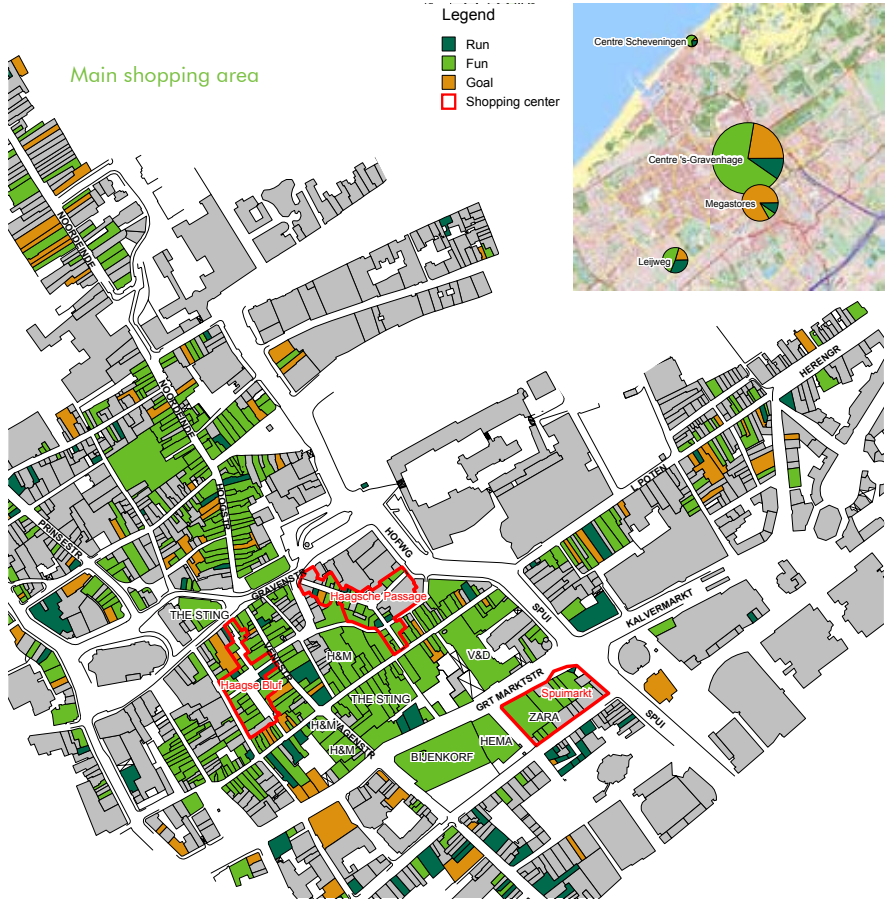 Legend
Run
Fun
Goal
Shopping center
Main shopping area
Centre Scheveningen
Centre 's-Gravenhage
Megastores
Leijweg
NOORDEINDE
NOORDEINDE
HOOGSTR
PRINSESTR
GRAVENSTR
HOFWG
L POTEN
HERENGR
SPUI
KALVERMARKT
Haagsche Passage
THE STING
H&M
V&D
Haagse Bluf
THE STING
GRT MARKTSTR
Spuimarkt
ZARA
H&M
H&M
HEMA
BIJENKORF
SPUI